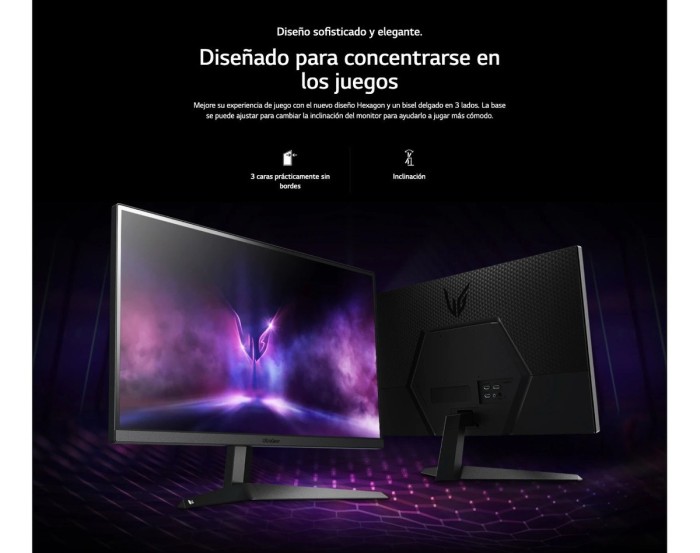 Diseño sofisticado y elegante.
Diseñado para concentrarse en
los juegos
Mejore su experiencia de juego con el nuevo diseño Hexagon y un bisel delgado en 3 lados. La base
se puede ajustar para cambiar la inclinación del monitor para ayudarlo a jugar más cómodo.
3 caras prácticamente sin
bordes
Inclinación
UltraGear